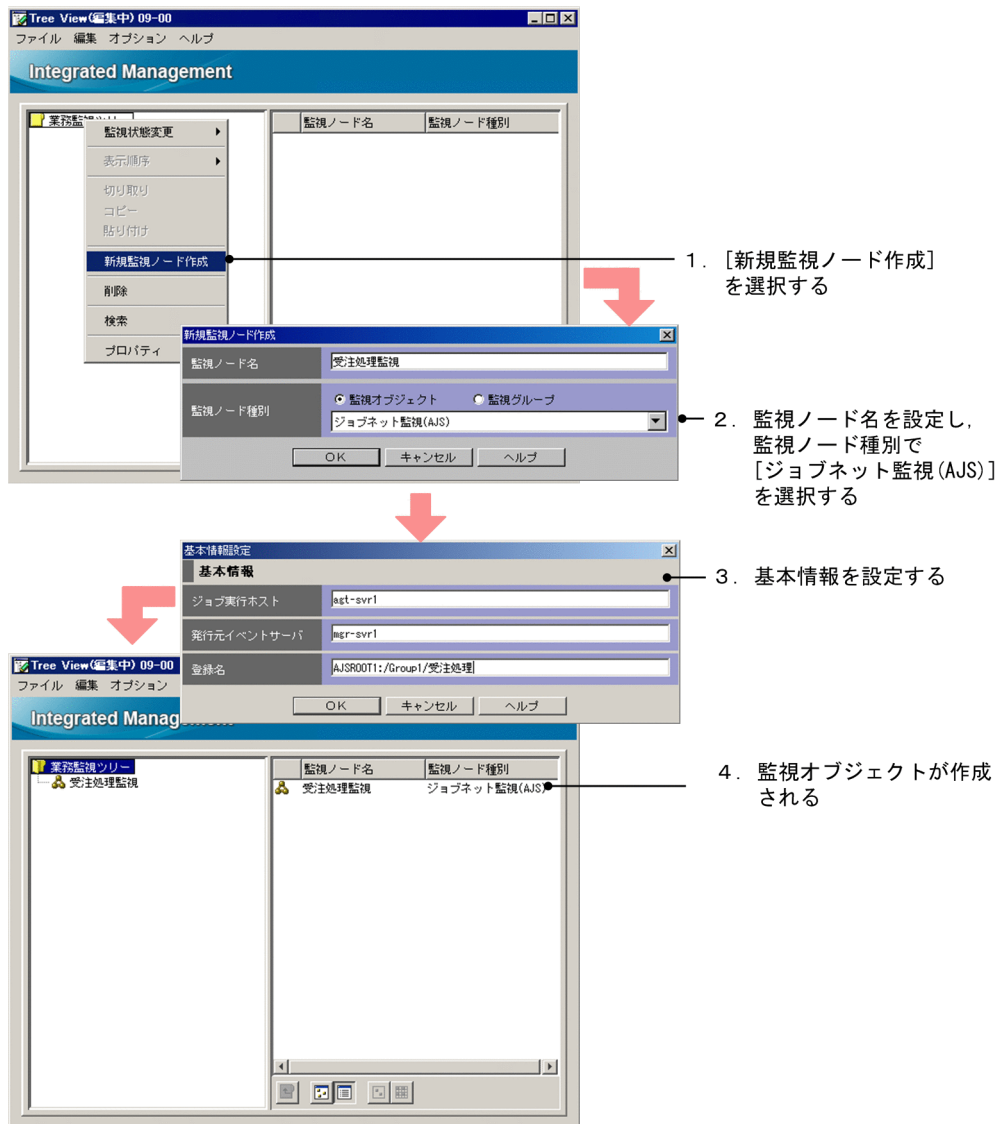 Tree View(編集中) 09-00
ファイル 編集 オプション ヘルプ
Integrated Management
監視ノード名 監視ノード種別
監視状態変更
表示順序
切り取り
コピー
貼り付け
新規監視ノード作成
削除
検索
プロパティ
1. [新規監視ノード作成]
を選択する
新規監視ノード作成
監視ノード名 受注処理監視
監視ノード種別 監視オブジェクト 監視グループ
ジョブネット監視(AJS)
OK キャンセル ヘルプ
2. 監視ノード名を設定し,
監視ノード種別で
[ジョブネット監視(AJS)]
を選択する
基本情報設定
基本情報
ジョブ実行ホスト agt-svr1
発行元イベントサーバ mgr-svr1
登録名 AJSROOT1:/Group1/受注処理
OK キャンセル ヘルプ
3. 基本情報を設定する
Tree View(編集中) 09-00
ファイル 編集 オプション
Integrated Manag
業務監視ツリー
受注処理監視
監視ノード名 監視ノード種別
受注処理監視 ジョブネット監視(AJS)
4. 監視オブジェクトが作成
される